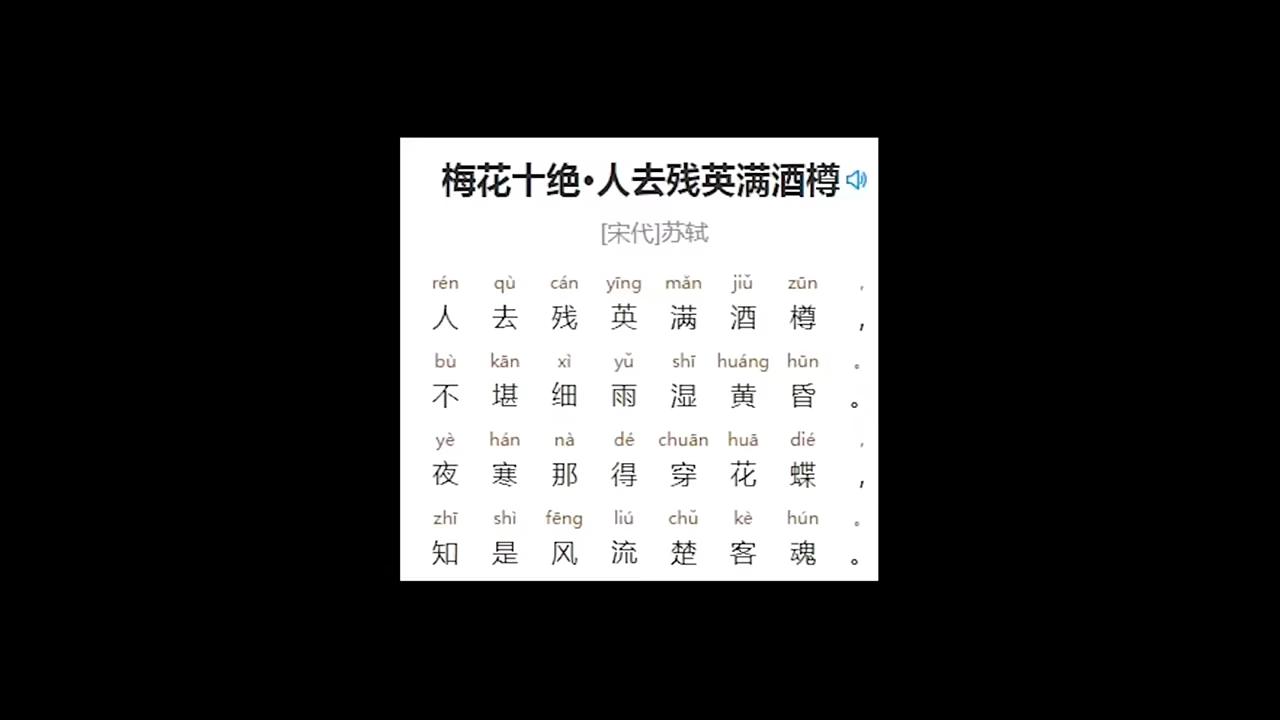 梅花十绝·人去残英满酒樽
[宋代]苏轼
rén qù cán yīng mǎn jiǔ zūn ,
人去残英满酒樽,
bù kān xì yǔ shī huáng hūn 。
不堪细雨湿黄昏。
yè hán nà dé chuān huā dié ,
夜寒那得穿花蝶,
zhī shì fēng liú chǔ kè hún 。
知是风流楚客魂。